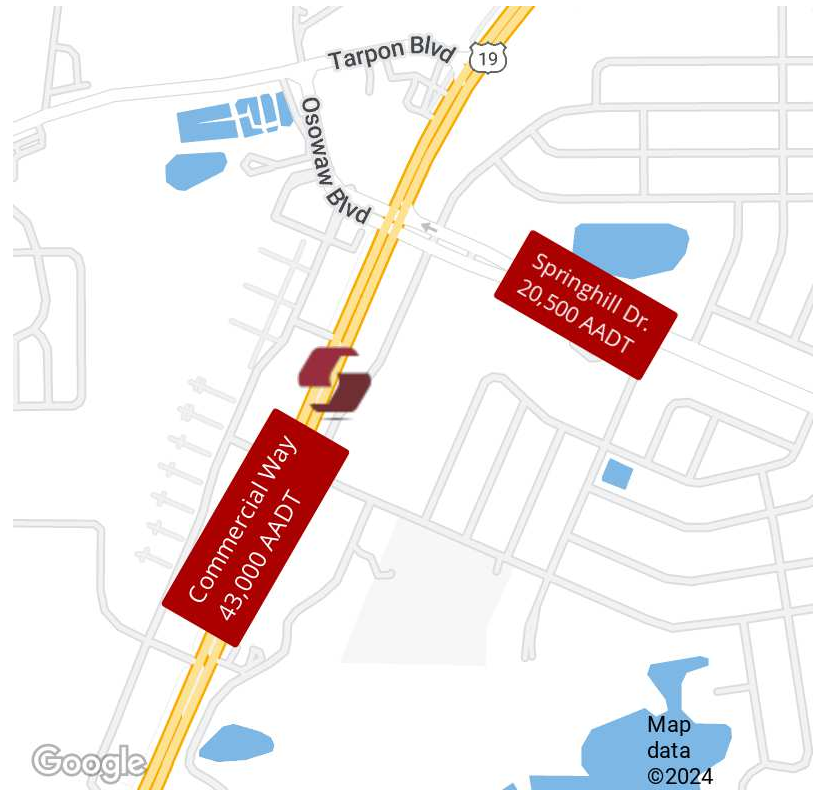 Tarpon Blvd
19
Osowaw Blvd
Springhill Dr.
20,500 AADT
Commercial Way
43,000 AADT
Map
data
©2024
Google